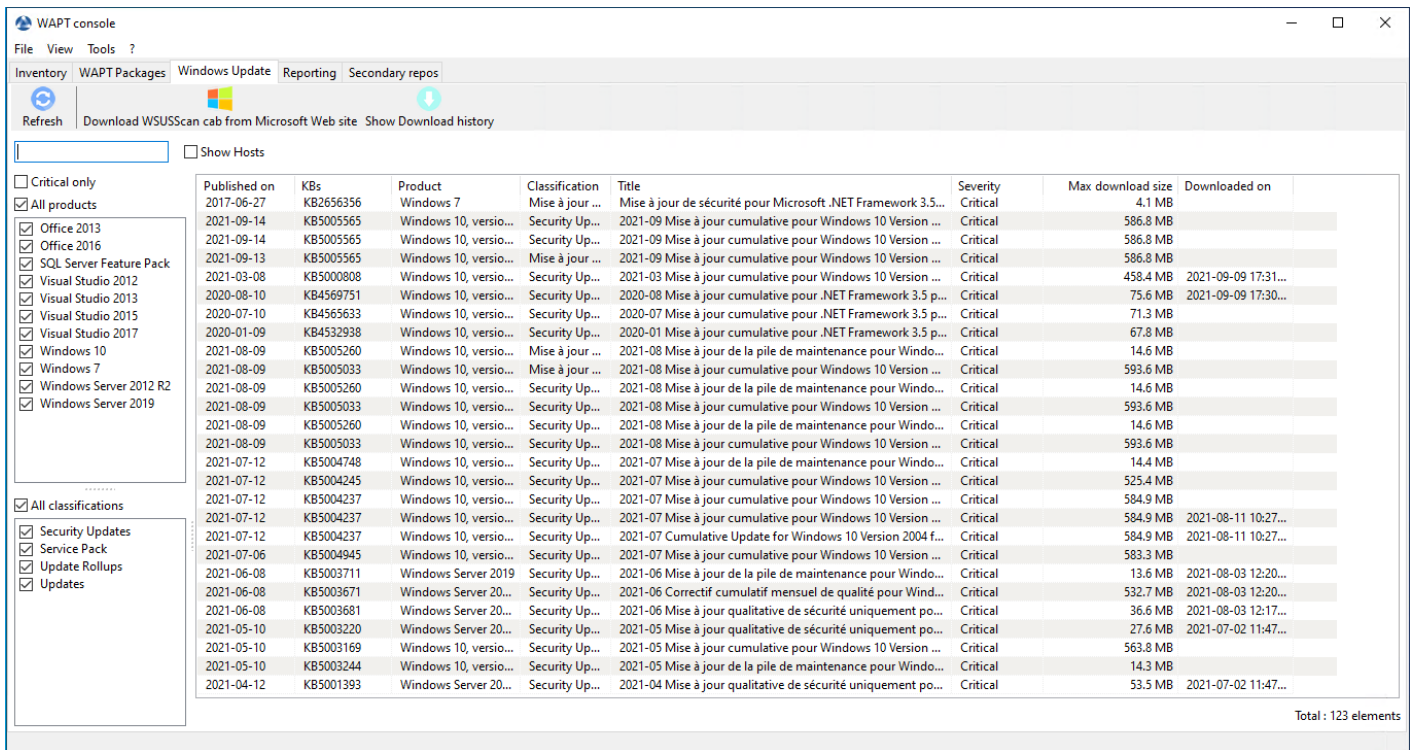 WAPT console
File View Tools ?
Inventory WAPT Packages Windows Update Reporting Secondary repos
Refresh Download WSUSScan cab from Microsoft Web site Show Download history
Show Hosts
Critical only
All products
Office 2013
Office 2016
SQL Server Feature Pack
Visual Studio 2012
Visual Studio 2013
Visual Studio 2015
Visual Studio 2017
Windows 10
Windows 7
Windows Server 2012 R2
Windows Server 2019
All classifications
Security Updates
Service Pack
Update Rollups
Updates
Published on KBs Product Classification Title Severity Max download size Downloaded on
2017-06-27 KB2656356 Windows 7 Mise à jour ... Mise à jour de sécurité pour Microsoft .NET Framework 3.5... Critical 4.1 MB
2021-09-14 KB5005565 Windows 10, versio... Security Up... 2021-09 Mise à jour cumulative pour Windows 10 Version ... Critical 586.8 MB
2021-09-14 KB5005565 Windows 10, versio... Security Up... 2021-09 Mise à jour cumulative pour Windows 10 Version ... Critical 586.8 MB
2021-09-13 KB5005565 Windows 10, versio... Mise à jour ... 2021-09 Mise à jour cumulative pour Windows 10 Version ... Critical 586.8 MB
2021-03-08 KB5000808 Windows 10, versio... Security Up... 2021-03 Mise à jour cumulative pour Windows 10 Version ... Critical 458.4 MB 2021-09-09 17:31...
2020-08-10 KB4569751 Windows 10, versio... Security Up... 2020-08 Mise à jour cumulative pour .NET Framework 3.5 p... Critical 75.6 MB 2021-09-09 17:30...
2020-07-10 KB4565633 Windows 10, versio... Security Up... 2020-07 Mise à jour cumulative pour .NET Framework 3.5 p... Critical 71.3 MB
2020-01-09 KB4532938 Windows 10, versio... Security Up... 2020-01 Mise à jour cumulative pour .NET Framework 3.5 p... Critical 67.8 MB
2021-08-09 KB5005260 Windows 10, versio... Mise à jour ... 2021-08 Mise à jour de la pile de maintenance pour Windo... Critical 14.6 MB
2021-08-09 KB5005033 Windows 10, versio... Mise à jour ... 2021-08 Mise à jour cumulative pour Windows 10 Version ... Critical 593.6 MB
2021-08-09 KB5005260 Windows 10, versio... Security Up... 2021-08 Mise à jour de la pile de maintenance pour Windo... Critical 14.6 MB
2021-08-09 KB5005033 Windows 10, versio... Security Up... 2021-08 Mise à jour cumulative pour Windows 10 Version ... Critical 593.6 MB
2021-08-09 KB5005260 Windows 10, versio... Security Up... 2021-08 Mise à jour de la pile de maintenance pour Windo... Critical 14.6 MB
2021-08-09 KB5005033 Windows 10, versio... Security Up... 2021-08 Mise à jour cumulative pour Windows 10 Version ... Critical 593.6 MB
2021-07-12 KB5004748 Windows 10, versio... Security Up... 2021-07 Mise à jour de la pile de maintenance pour Windo... Critical 14.4 MB
2021-07-12 KB5004245 Windows 10, versio... Security Up... 2021-07 Mise à jour cumulative pour Windows 10 Version ... Critical 525.4 MB
2021-07-12 KB5004237 Windows 10, versio... Security Up... 2021-07 Mise à jour cumulative pour Windows 10 Version ... Critical 584.9 MB
2021-07-12 KB5004237 Windows 10, versio... Security Up... 2021-07 Mise à jour cumulative pour Windows 10 Version ... Critical 584.9 MB 2021-08-11 10:27...
2021-07-12 KB5004237 Windows 10, versio... Security Up... 2021-07 Cumulative Update for Windows 10 Version 2004 f... Critical 584.9 MB 2021-08-11 10:27...
2021-07-06 KB5004945 Windows 10, versio... Security Up... 2021-07 Mise à jour cumulative pour Windows 10 Version ... Critical 583.3 MB
2021-06-08 KB5003711 Windows Server 2019 Security Up... 2021-06 Mise à jour de la pile de maintenance pour Windo... Critical 13.6 MB 2021-08-03 12:20...
2021-06-08 KB5003671 Windows Server 20... Security Up... 2021-06 Correctif cumulatif mensuel de qualité pour Wind... Critical 532.7 MB 2021-08-03 12:20...
2021-06-08 KB5003681 Windows Server 20... Security Up... 2021-06 Mise à jour qualitative de sécurité uniquement po... Critical 36.6 MB 2021-08-03 12:17...
2021-05-10 KB5003220 Windows Server 20... Security Up... 2021-05 Mise à jour qualitative de sécurité uniquement po... Critical 27.6 MB 2021-07-02 11:47...
2021-05-10 KB5003169 Windows 10, versio... Security Up... 2021-05 Mise à jour cumulative pour Windows 10 Version ... Critical 563.8 MB
2021-05-10 KB5003244 Windows 10, versio... Security Up... 2021-05 Mise à jour de la pile de maintenance pour Windo... Critical 14.3 MB
2021-04-12 KB5001393 Windows Server 20... Security Up... 2021-04 Mise à jour qualitative de sécurité uniquement po... Critical 53.5 MB 2021-07-02 11:47...
Total : 123 elements